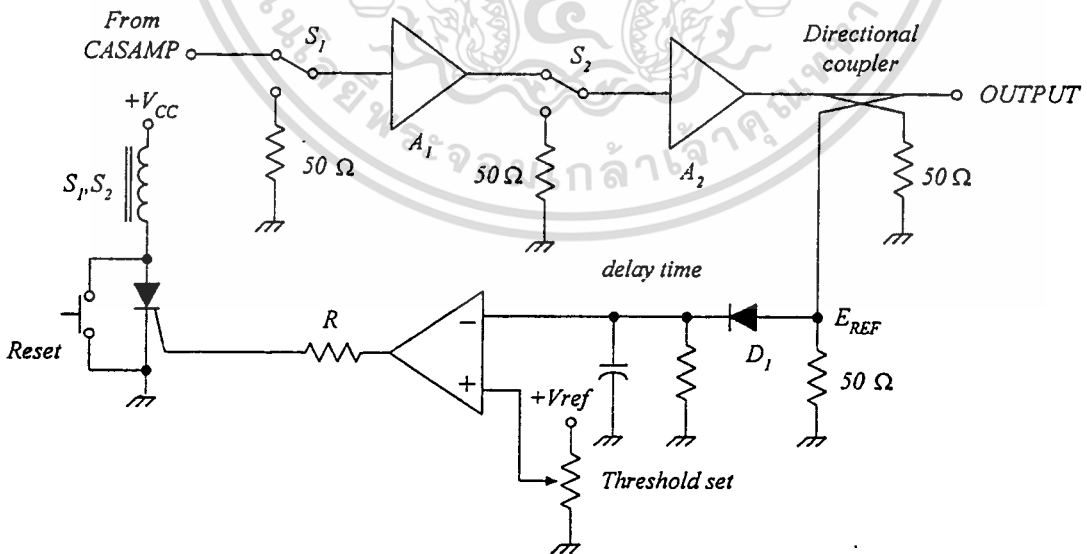 From
CASAMP
S1
A1
S2
A2
Directional
coupler
OUTPUT
+VCC
50 Ω
50 Ω
50 Ω
S1,S2
delay time
Reset
R
−
+
D1
EREF
50 Ω
+Vref
Threshold set